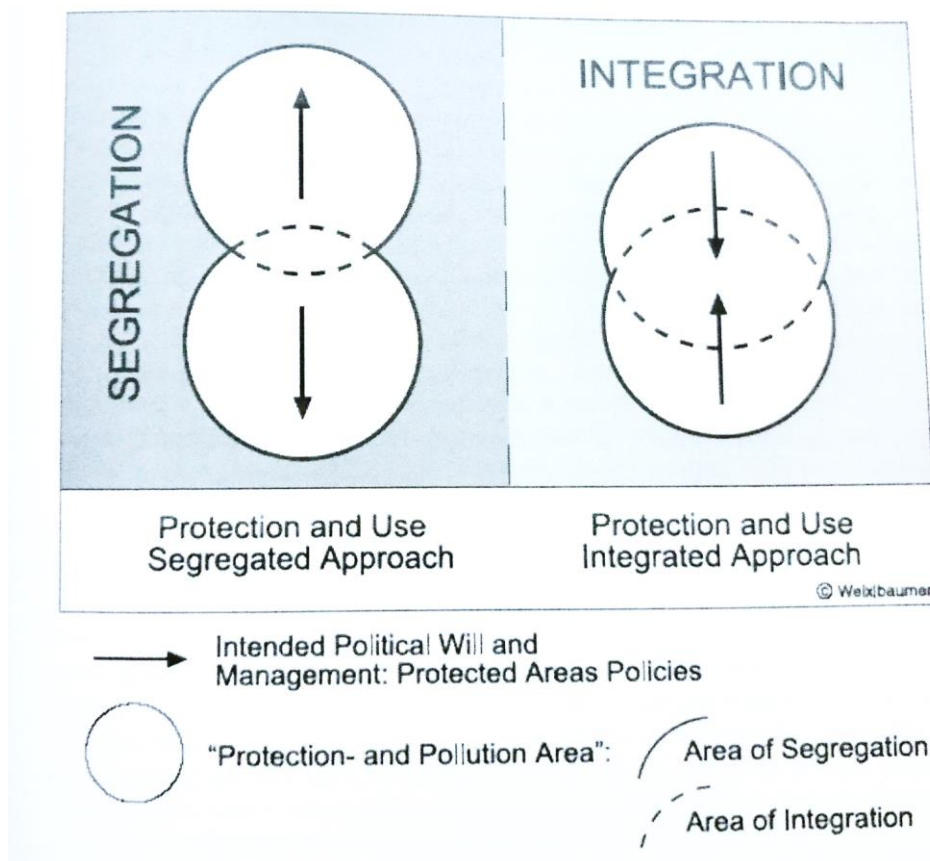 SEGREGATION
INTEGRATION
Protection and Use
Segregated Approach
Protection and Use
Integrated Approach
© Weixlbaumer
Intended Political Will and
Management: Protected Areas Policies
"Protection- and Pollution Area":
Area of Segregation
Area of Integration